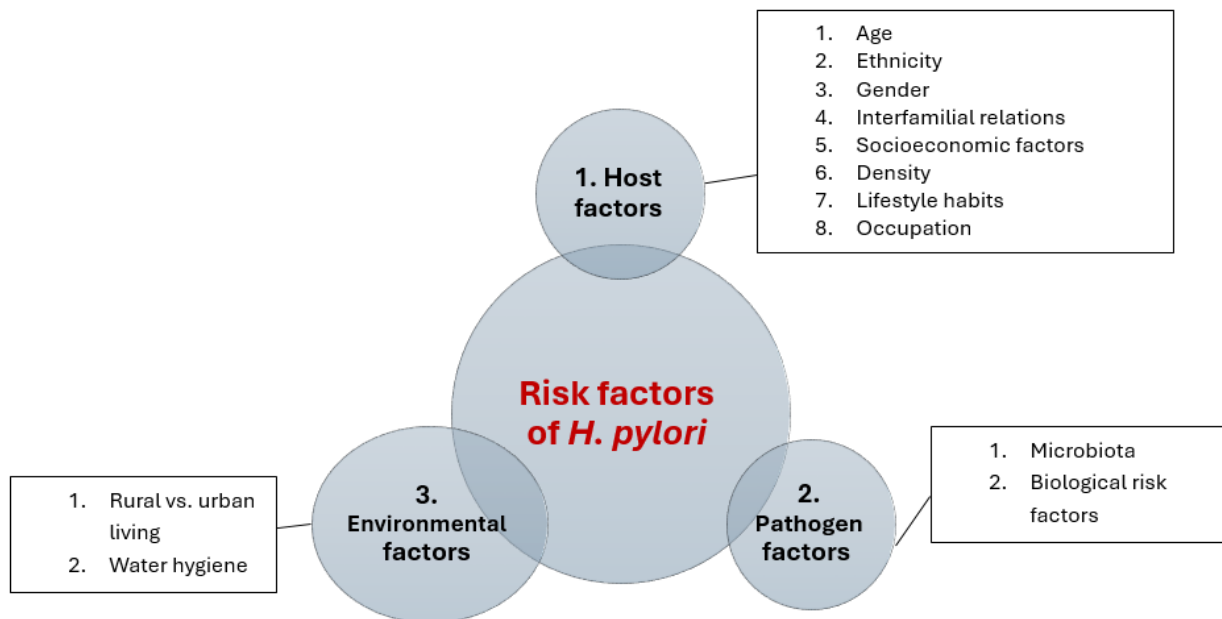 1. Age
2. Ethnicity
3. Gender
4. Interfamilial relations
5. Socioeconomic factors
6. Density
7. Lifestyle habits
8. Occupation
1. Host
factors
Risk factors
of H. pylori
3.
Environmental
factors
1. Rural vs. urban
living
2. Water hygiene
2.
Pathogen
factors
1. Microbiota
2. Biological risk
factors